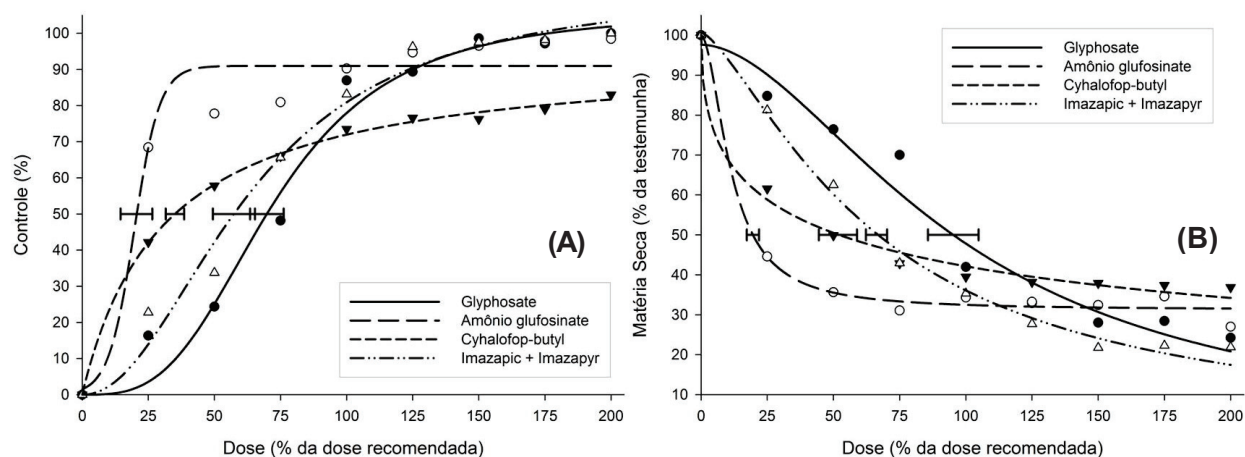 Controle (%)
100
90
80
70
60
50
40
30
20
10
0
(A)
Glyphosate
Amônio glufosinate
Cyhalofop-butyl
Imazapic + Imazapyr
0 25 50 75 100 125 150 175 200
Dose (% da dose recomendada)
Matéria Seca (% da testemunha)
100
90
80
70
60
50
40
30
20
10
Glyphosate
Amônio glufosinate
Cyhalofop-butyl
Imazapic + Imazapyr
(B)
0 25 50 75 100 125 150 175 200
Dose (% da dose recomendada)